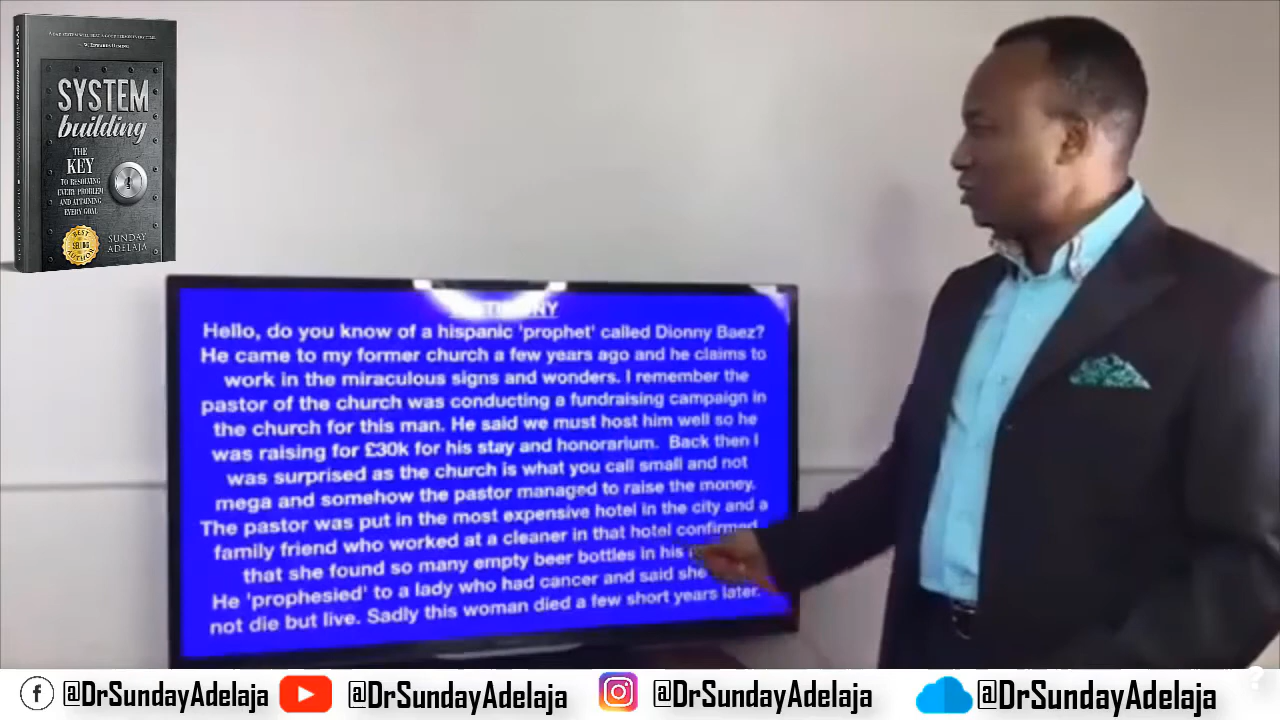 W. EDWARDS DEMING
SYSTEM
building
THE
KEY
TO RESOLVING
EVERY PROBLEM
AND ATTAINING
EVERY GOAL
BEST
SELLING
AUTHOR
SUNDAY
ADELAJA
Hello, do you know of a hispanic 'prophet' called Dionny Baez?
He came to my former church a few years ago and he claims to
work in the miraculous signs and wonders. I remember the
pastor of the church was conducting a fundraising campaign in
the church for this man. He said we must host him well so he
was raising for £30k for his stay and honorarium. Back then I
was surprised as the church is what you call small and not
mega and somehow the pastor managed to raise the money.
The pastor was put in the most expensive hotel in the city and a
family friend who worked at a cleaner in that hotel confirmed
that she found so many empty beer bottles in his
He 'prophesied' to a lady who had cancer and said she
not die but live. Sadly this woman died a few short years later.
@DrSundayAdelaja @DrSundayAdelaja @DrSundayAdelaja @DrSundayAdelaja